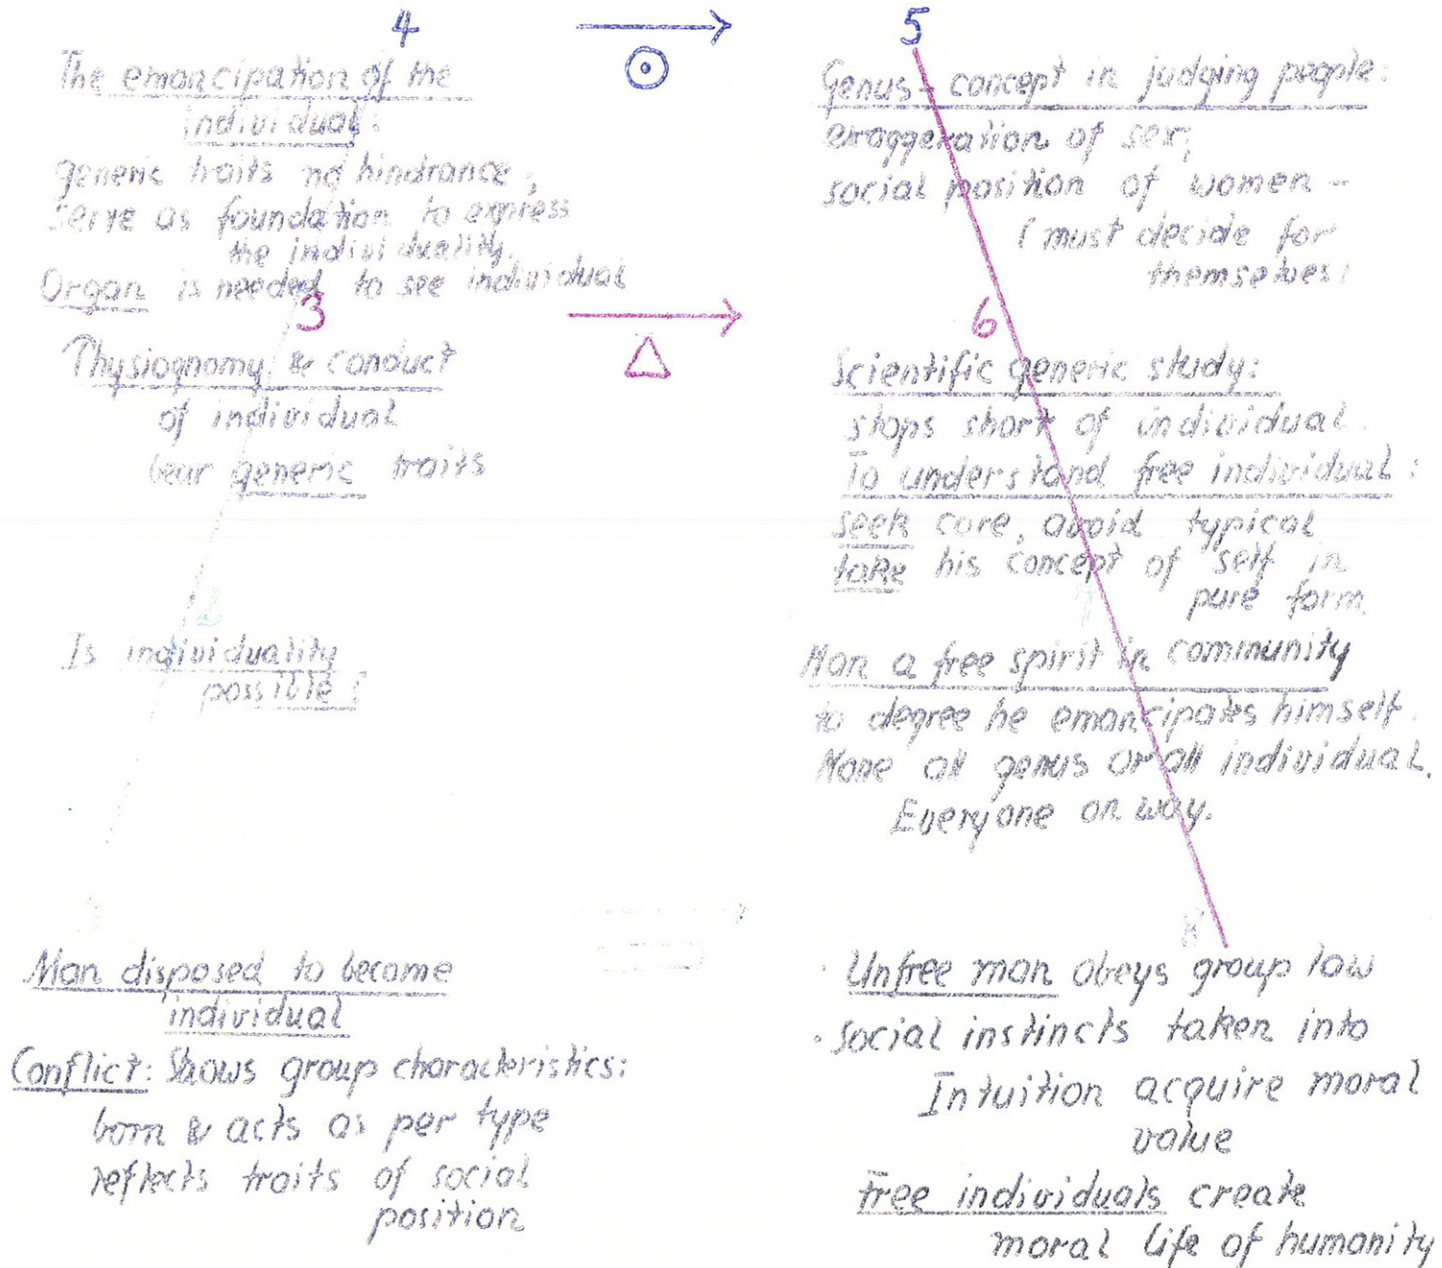 4
The emancipation of the
individual:
generic traits no hindrance;
serve as foundation to express
the individuality.
Organ is needed to see individual
3
Physiognomy & conduct
of individual
bear generic traits
2
Is individuality
possible?
Man disposed to become
individual
Conflict: Shows group characteristics:
born & acts as per type
reflects traits of social
position
5
Genus-concept in judging people:
exaggeration of sex;
social position of women –
( must decide for
themselves!
6
Scientific generic study:
stops short of individual.
To understand free individual:
seek core, avoid typical
take his concept of self in
pure form
7
Man a free spirit in community
to degree he emancipates himself.
None all genus or all individual.
Everyone on way.
8
· Unfree man obeys group law
· Social instincts taken into
Intuition acquire moral
value
Free individuals create
moral life of humanity